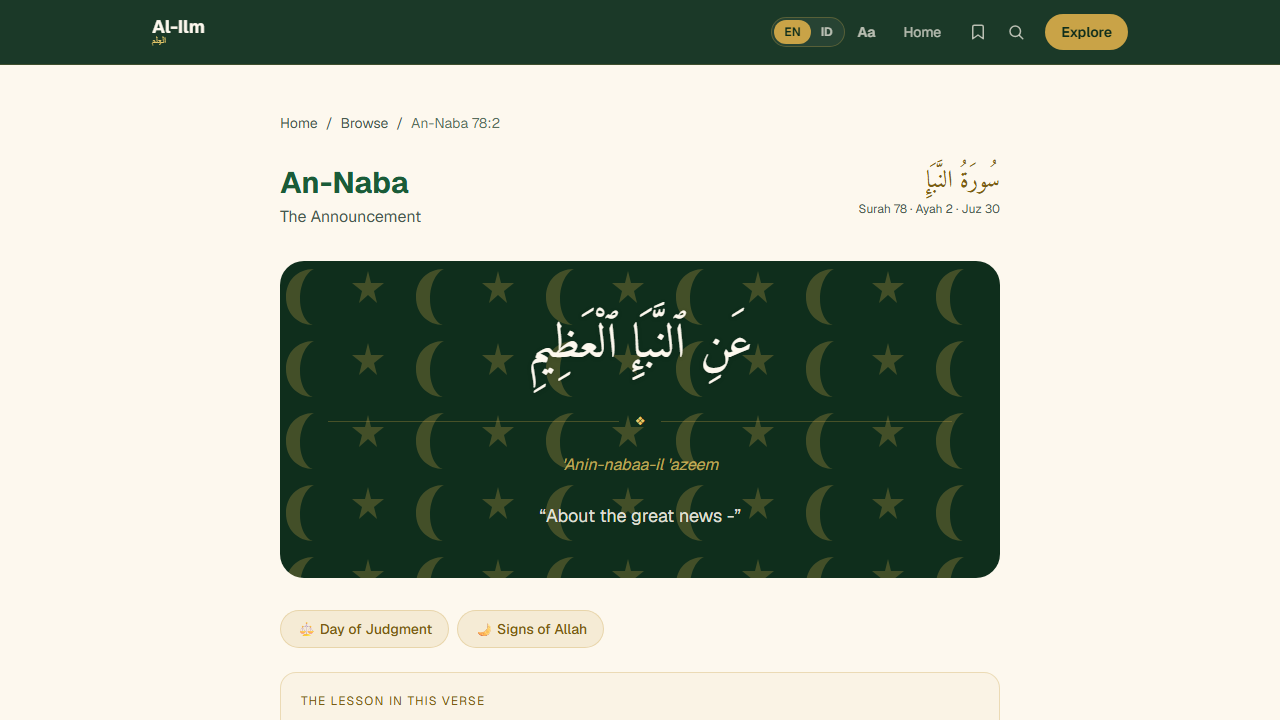 Al-Ilm
العِلم
EN ID Aa Home Explore
Home / Browse / An-Naba 78:2
An-Naba
سُورَةُ النَّبَإِ
The Announcement
Surah 78 · Ayah 2 · Juz 30
عَنِ ٱلنَّبَإِ ٱلْعَظِيمِ
'Anin-nabaa-il 'azeem
“About the great news -”
Day of Judgment
Signs of Allah
THE LESSON IN THIS VERSE